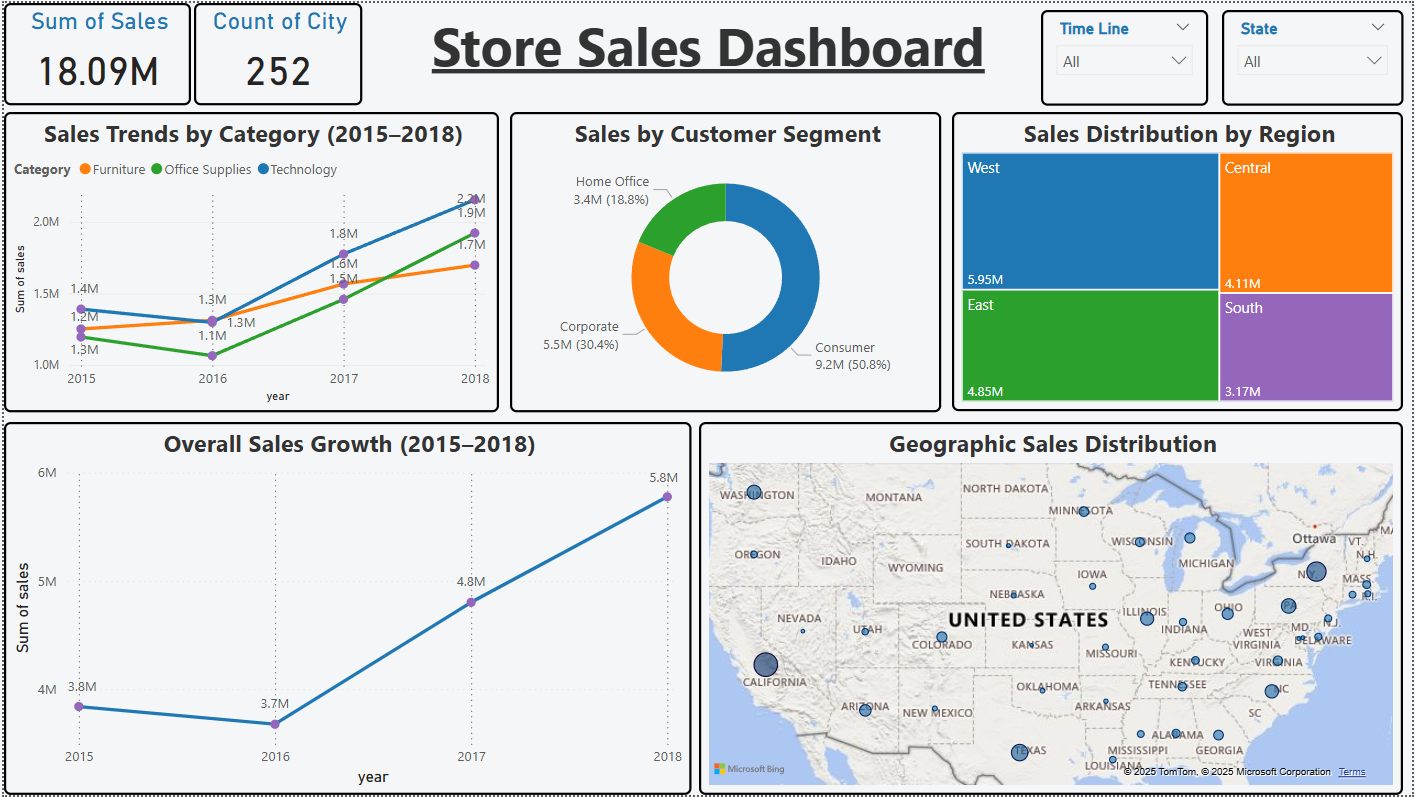 Sum of Sales
18.09M
Count of City
252
Store Sales Dashboard
Time Line
All
State
All
Sales Trends by Category (2015–2018)
Category Furniture Office Supplies Technology
Sum of sales
2.0M
1.5M
1.0M
1.4M
1.2M
1.3M
1.3M
1.3M
1.1M
1.8M
1.6M
1.5M
2.2M
1.9M
1.7M
2015 2016 2017 2018
year
Sales by Customer Segment
Home Office
3.4M (18.8%)
Corporate
5.5M (30.4%)
Consumer
9.2M (50.8%)
Sales Distribution by Region
West
5.95M
Central
4.11M
East
4.85M
South
3.17M
Overall Sales Growth (2015–2018)
Sum of sales
6M
5M
4M
3.8M
3.7M
4.8M
5.8M
2015 2016 2017 2018
year
Geographic Sales Distribution
WASHINGTON
MONTANA
NORTH DAKOTA
MINNESOTA
OREGON
IDAHO
WYOMING
SOUTH DAKOTA
WISCONSIN
MICHIGAN
Ottawa
VT.
N.H.
MA
NY
MASS.
R.I.
IOWA
NEBRASKA
NEVADA
UTAH
COLORADO
UNITED STATES
KANSAS
MISSOURI
ILLINOIS
INDIANA
OHIO
PA
N.J.
MD.
DELAWARE
WEST
VIRGINIA
VIRGINIA
KENTUCKY
CALIFORNIA
ARIZONA
NEW MEXICO
OKLAHOMA
ARKANSAS
TENNESSEE
NC
SC
TEXAS
LOUISIANA
MISSISSIPPI
ALABAMA
GEORGIA
Microsoft Bing
© 2025 TomTom, © 2025 Microsoft Corporation Terms